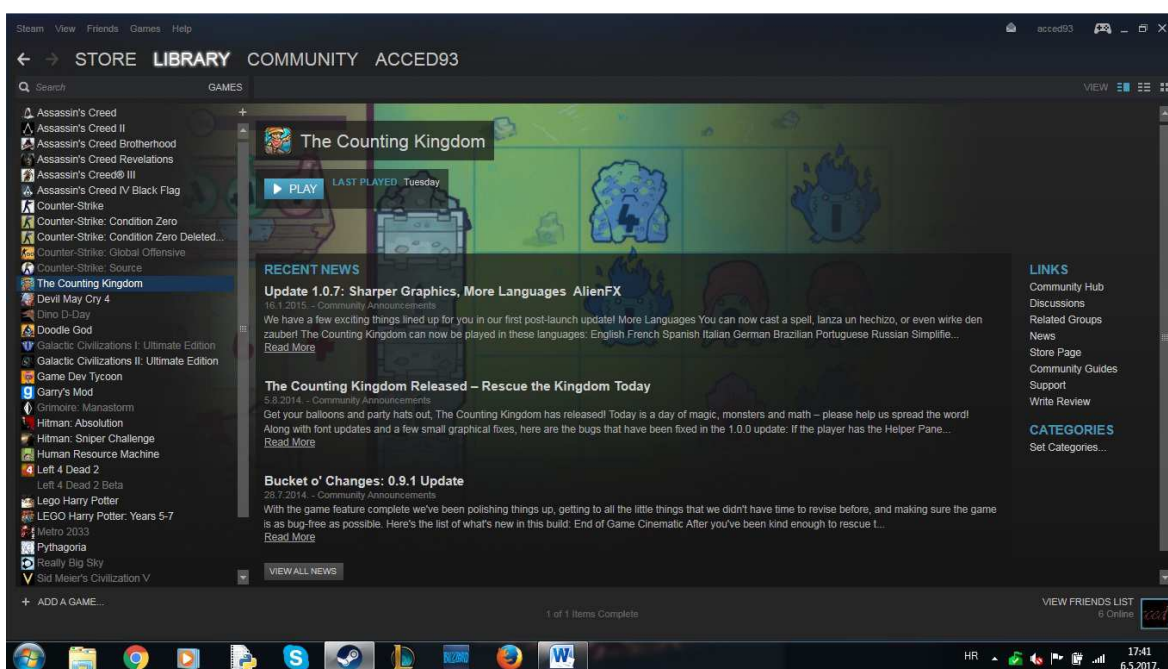 Steam View Friends Games Help
acced93
STORE LIBRARY COMMUNITY ACCED93
Search GAMES
VIEW
Assassin's Creed
Assassin's Creed II
Assassin's Creed Brotherhood
Assassin's Creed Revelations
Assassin's Creed® III
Assassin's Creed IV Black Flag
Counter-Strike
Counter-Strike: Condition Zero
Counter-Strike: Condition Zero Deleted...
Counter-Strike: Global Offensive
Counter-Strike: Source
The Counting Kingdom
Devil May Cry 4
Dino D-Day
Doodle God
Galactic Civilizations I: Ultimate Edition
Galactic Civilizations II: Ultimate Edition
Game Dev Tycoon
Garry's Mod
Grimoire: Manastorm
Hitman: Absolution
Hitman: Sniper Challenge
Human Resource Machine
Left 4 Dead 2
Left 4 Dead 2 Beta
Lego Harry Potter
LEGO Harry Potter: Years 5-7
Metro 2033
Pythagoria
Really Big Sky
Sid Meier's Civilization V
+ ADD A GAME...
The Counting Kingdom
PLAY
LAST PLAYED Tuesday
4
1
RECENT NEWS
Update 1.0.7: Sharper Graphics, More Languages AlienFX
16.1.2015. - Community Announcements
We have a few exciting things lined up for you in our first post-launch update! More Languages You can now cast a spell, lanza un hechizo, or even wirke den
zauber! The Counting Kingdom can now be played in these languages: English French Spanish Italian German Brazilian Portuguese Russian Simplifie...
Read More
The Counting Kingdom Released – Rescue the Kingdom Today
5.8.2014. - Community Announcements
Get your balloons and party hats out, The Counting Kingdom has released! Today is a day of magic, monsters and math – please help us spread the word!
Along with font updates and a few small graphical fixes, here are the bugs that have been fixed in the 1.0.0 update: If the player has the Helper Pane...
Read More
Bucket o' Changes: 0.9.1 Update
28.7.2014. - Community Announcements
With the game feature complete we've been polishing things up, getting to all the little things that we didn't have time to revise before, and making sure the game
is as bug-free as possible. Here's the list of what's new in this build: End of Game Cinematic After you've been kind enough to rescue t...
Read More
VIEW ALL NEWS
LINKS
Community Hub
Discussions
Related Groups
News
Store Page
Community Guides
Support
Write Review
CATEGORIES
Set Categories...
1 of 1 Items Complete
VIEW FRIENDS LIST
6 Online
HR
17:41
6.5.2017.